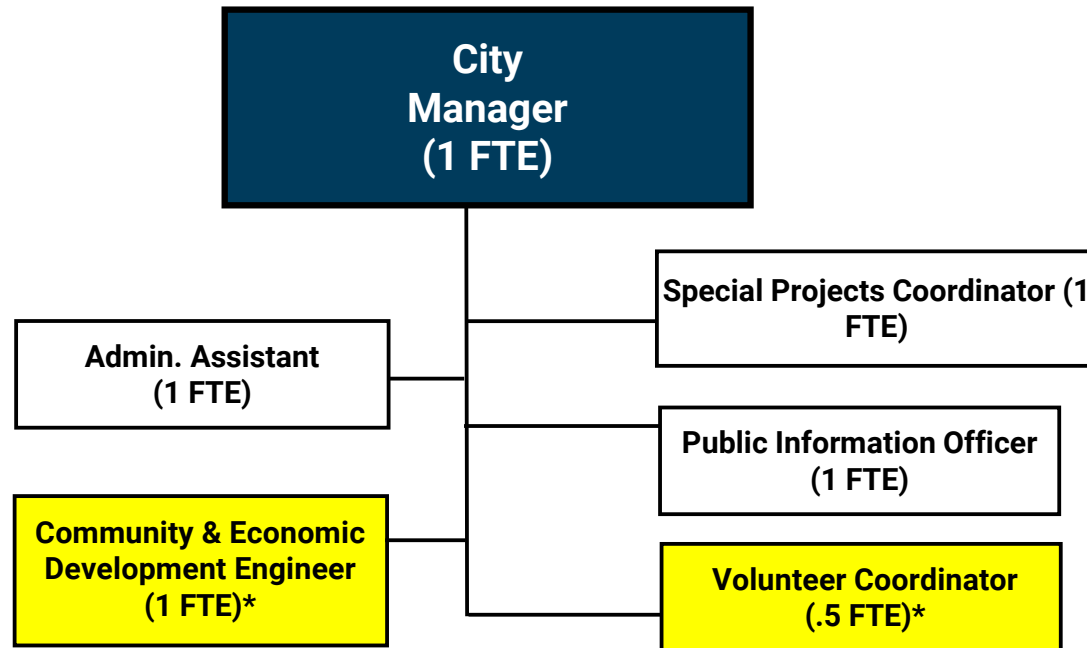 City
Manager
(1 FTE)
Special Projects Coordinator (1
FTE)
Admin. Assistant
(1 FTE)
Public Information Officer
(1 FTE)
Community & Economic
Development Engineer
(1 FTE)*
Volunteer Coordinator
(.5 FTE)*